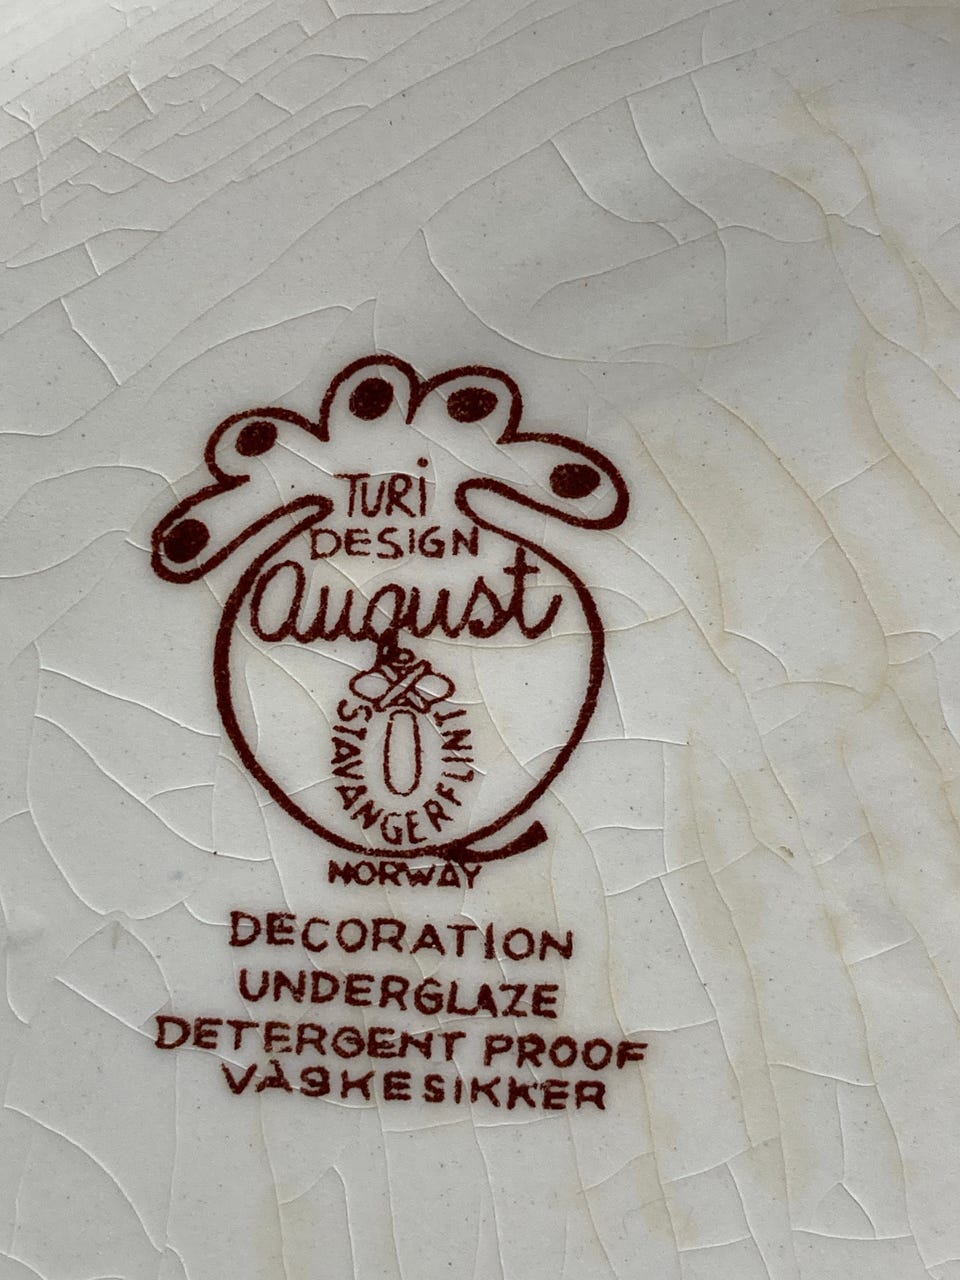 TURi
DESIGN
August
STAVANGERFLINT
NORWAY
DECORATION
UNDERGLAZE
DETERGENT PROOF
VASKESIKKER